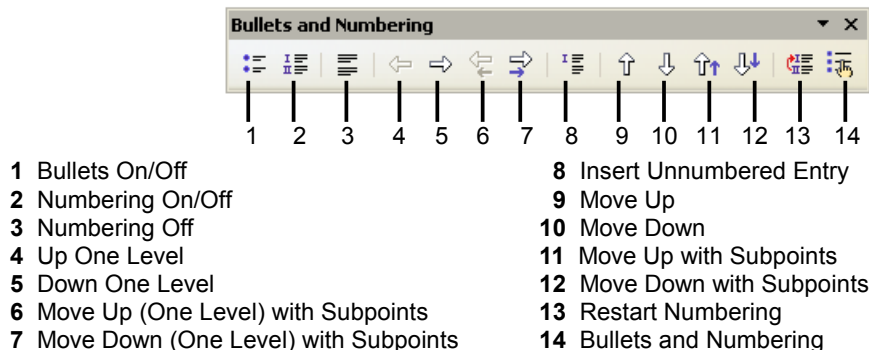 Bullets and Numbering
1 2 3 4 5 6 7 8 9 10 11 12 13 14
1 Bullets On/Off
2 Numbering On/Off
3 Numbering Off
4 Up One Level
5 Down One Level
6 Move Up (One Level) with Subpoints
7 Move Down (One Level) with Subpoints
8 Insert Unnumbered Entry
9 Move Up
10 Move Down
11 Move Up with Subpoints
12 Move Down with Subpoints
13 Restart Numbering
14 Bullets and Numbering